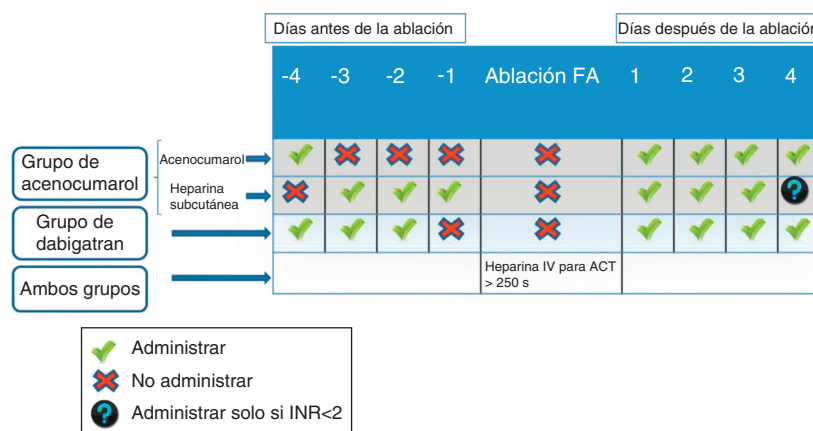 Días antes de la ablación
Días después de la ablación
-4 -3 -2 -1 Ablación FA 1 2 3 4
Grupo de
acenocumarol
Acenocumarol
Heparina
subcutánea
?
Grupo de
dabigatran
Ambos grupos
Heparina IV para ACT
> 250 s
Administrar
No administrar
? Administrar solo si INR<2